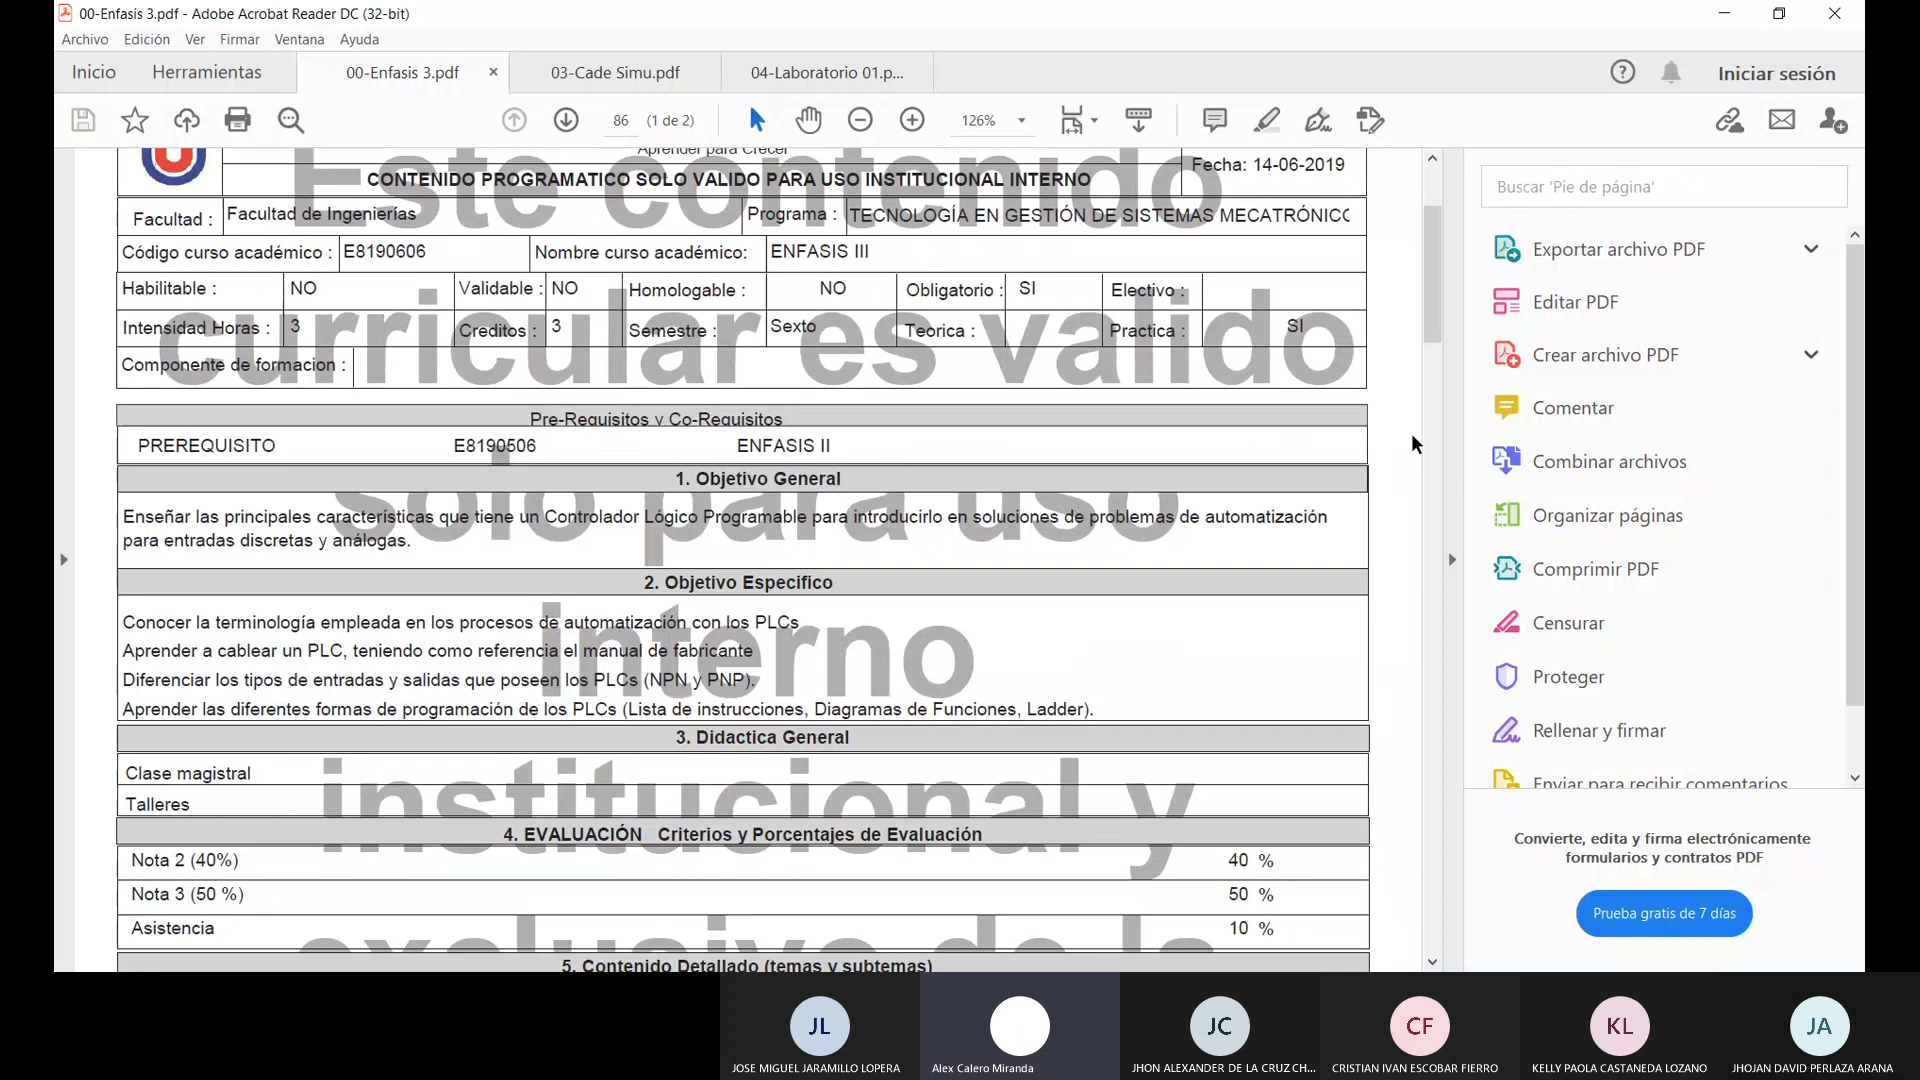 00-Enfasis 3.pdf - Adobe Acrobat Reader DC (32-bit)
Archivo Edición Ver Firmar Ventana Ayuda
Inicio Herramientas 00-Enfasis 3.pdf × 03-Cade Simu.pdf 04-Laboratorio 01.p... Iniciar sesión
86 (1 de 2) 126%
Aprender para Crecer
Fecha: 14-06-2019
CONTENIDO PROGRAMATICO SOLO VALIDO PARA USO INSTITUCIONAL INTERNO
Este contenido
Facultad : Facultad de Ingenierías Programa : TECNOLOGÍA EN GESTIÓN DE SISTEMAS MECATRÓNIC
Código curso académico : E8190606 Nombre curso académico: ENFASIS III
Habilitable : NO Validable : NO Homologable : NO Obligatorio : SI Electivo :
Intensidad Horas : 3 Creditos : 3 Semestre : Sexto Teorica : Practica : SI
curricular es valido
Componente de formacion :
Pre-Requisitos y Co-Requisitos
PREREQUISITO E8190506 ENFASIS II
1. Objetivo General
solo para uso
Enseñar las principales características que tiene un Controlador Lógico Programable para introducirlo en soluciones de problemas de automatización
para entradas discretas y análogas.
2. Objetivo Especifico
Conocer la terminología empleada en los procesos de automatización con los PLCs
Aprender a cablear un PLC, teniendo como referencia el manual de fabricante
interno
Diferenciar los tipos de entradas y salidas que poseen los PLCs (NPN y PNP).
Aprender las diferentes formas de programación de los PLCs (Lista de instrucciones, Diagramas de Funciones, Ladder).
3. Didactica General
Clase magistral
Talleres
institucional y
4. EVALUACIÓN Criterios y Porcentajes de Evaluación
Nota 2 (40%) 40 %
Nota 3 (50 %) 50 %
Asistencia 10 %
exclusivo de la
5. Contenido Detallado (temas y subtemas)
Buscar 'Pie de página'
Exportar archivo PDF
Editar PDF
Crear archivo PDF
Comentar
Combinar archivos
Organizar páginas
Comprimir PDF
Censurar
Proteger
Rellenar y firmar
Enviar para recibir comentarios
Convierte, edita y firma electrónicamente
formularios y contratos PDF
Prueba gratis de 7 días
JL JC CF KL JA
JOSE MIGUEL JARAMILLO LOPERA Alex Calero Miranda JHON ALEXANDER DE LA CRUZ CH... CRISTIAN IVAN ESCOBAR FIERRO KELLY PAOLA CASTANEDA LOZANO JHOJAN DAVID PERLAZA ARANA